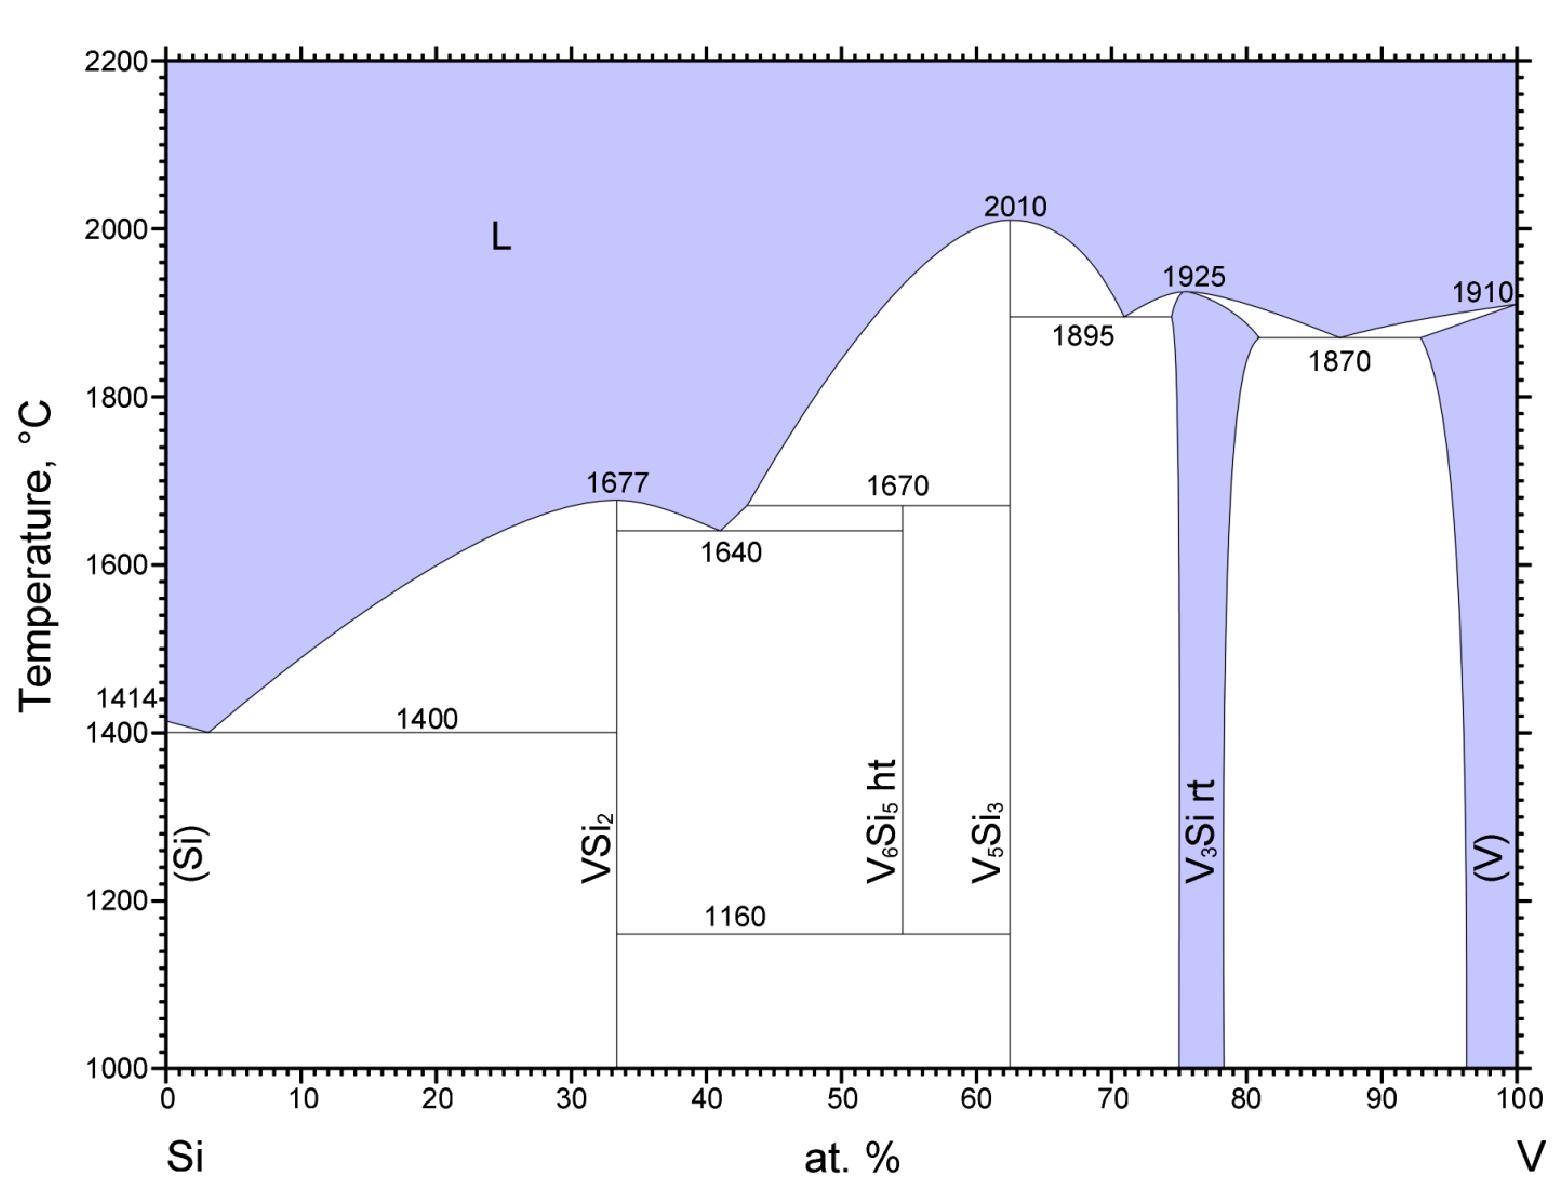 2200
2000
1800
1600
1414
1400
1200
1000
Temperature, °C
L
2010
1925
1910
1895
1870
1677
1670
1640
1400
1160
(Si)
VSi₂
V₆Si₅ ht
V₅Si₃
V₃Si rt
(V)
0 10 20 30 40 50 60 70 80 90 100
Si at. % V